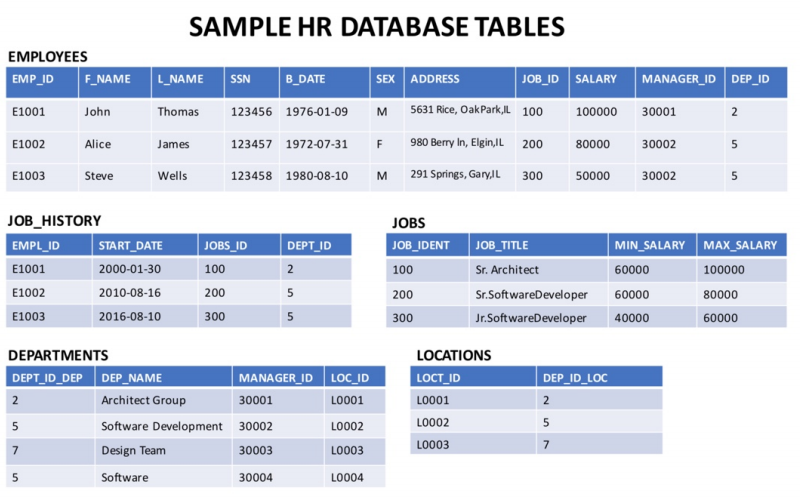 SAMPLE HR DATABASE TABLES
EMPLOYEES
EMP_ID F_NAME L_NAME SSN B_DATE SEX ADDRESS JOB_ID SALARY MANAGER_ID DEP_ID
E1001 John Thomas 123456 1976-01-09 M 5631 Rice, OakPark,IL 100 100000 30001 2
E1002 Alice James 123457 1972-07-31 F 980 Berry ln, Elgin,IL 200 80000 30002 5
E1003 Steve Wells 123458 1980-08-10 M 291 Springs, Gary,IL 300 50000 30002 5
JOB_HISTORY
EMPL_ID START_DATE JOBS_ID DEPT_ID
E1001 2000-01-30 100 2
E1002 2010-08-16 200 5
E1003 2016-08-10 300 5
JOBS
JOB_IDENT JOB_TITLE MIN_SALARY MAX_SALARY
100 Sr. Architect 60000 100000
200 Sr.SoftwareDeveloper 60000 80000
300 Jr.SoftwareDeveloper 40000 60000
DEPARTMENTS
DEPT_ID_DEP DEP_NAME MANAGER_ID LOC_ID
2 Architect Group 30001 L0001
5 Software Development 30002 L0002
7 Design Team 30003 L0003
5 Software 30004 L0004
LOCATIONS
LOCT_ID DEP_ID_LOC
L0001 2
L0002 5
L0003 7